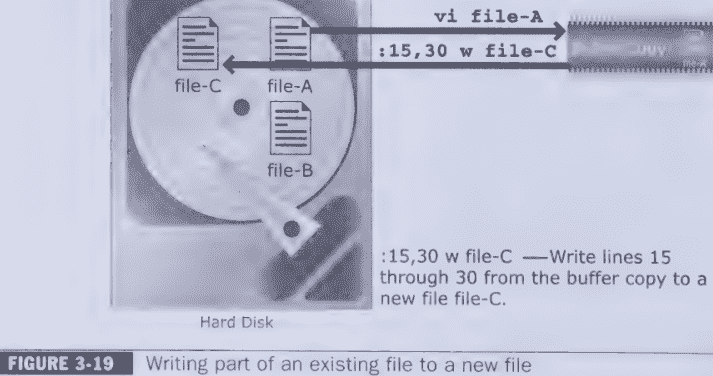 vi file-A
:15,30 w file-C
file-C
file-A
file-B
:15,30 w file-C —Write lines 15
through 30 from the buffer copy to a
new file file-C.
Hard Disk
FIGURE 3-19 Writing part of an existing file to a new file